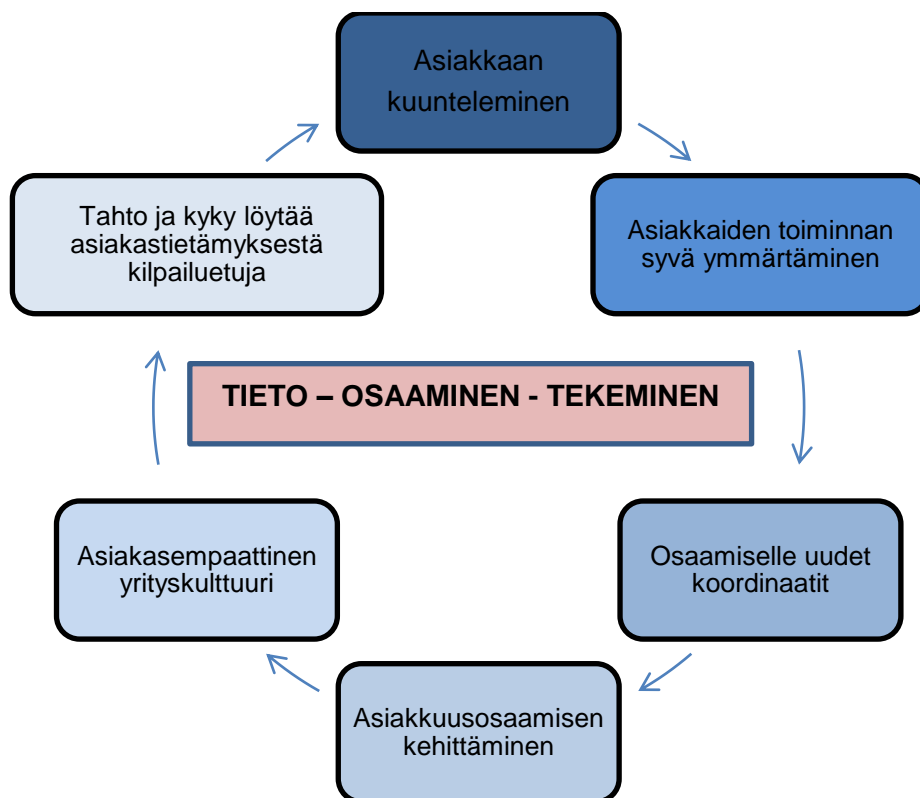 Asiakkaan
kuunteleminen
Asiakkaiden toiminnan
syvä ymmärtäminen
Osaamiselle uudet
koordinaatit
Asiakkuusosaamisen
kehittäminen
Asiakasempaattinen
yrityskulttuuri
Tahto ja kyky löytää
asiakastietämyksestä
kilpailuetuja
TIETO – OSAAMINEN - TEKEMINEN